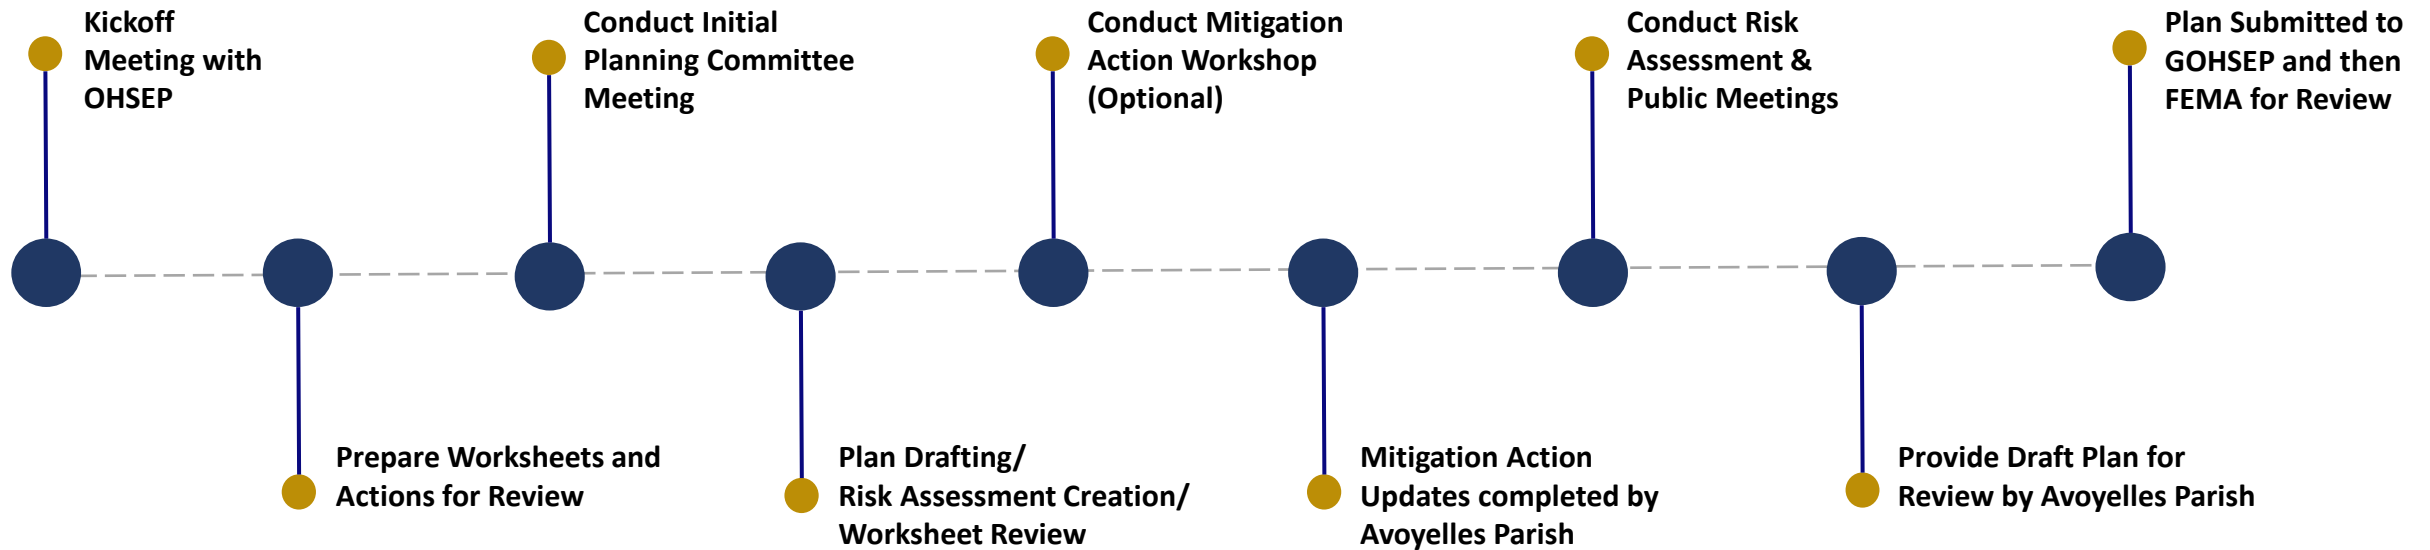 Kickoff
Meeting with
OHSEP
Prepare Worksheets and
Actions for Review
Conduct Initial
Planning Committee
Meeting
Plan Drafting/
Risk Assessment Creation/
Worksheet Review
Conduct Mitigation
Action Workshop
(Optional)
Mitigation Action
Updates completed by
Avoyelles Parish
Conduct Risk
Assessment &
Public Meetings
Provide Draft Plan for
Review by Avoyelles Parish
Plan Submitted to
GOHSEP and then
FEMA for Review